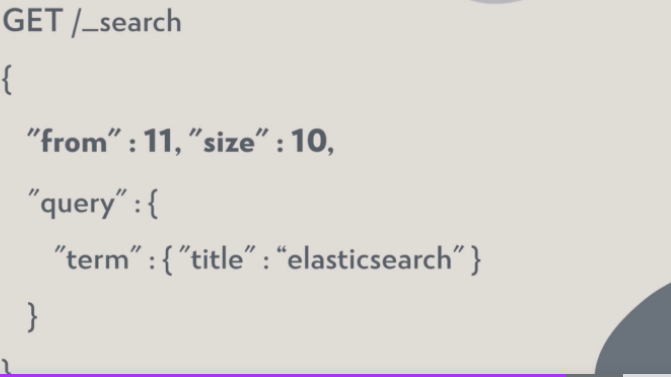 GET /_search
{
"from" : 11, "size" : 10,
"query" : {
"term" : { "title" : “elasticsearch" }
}
}